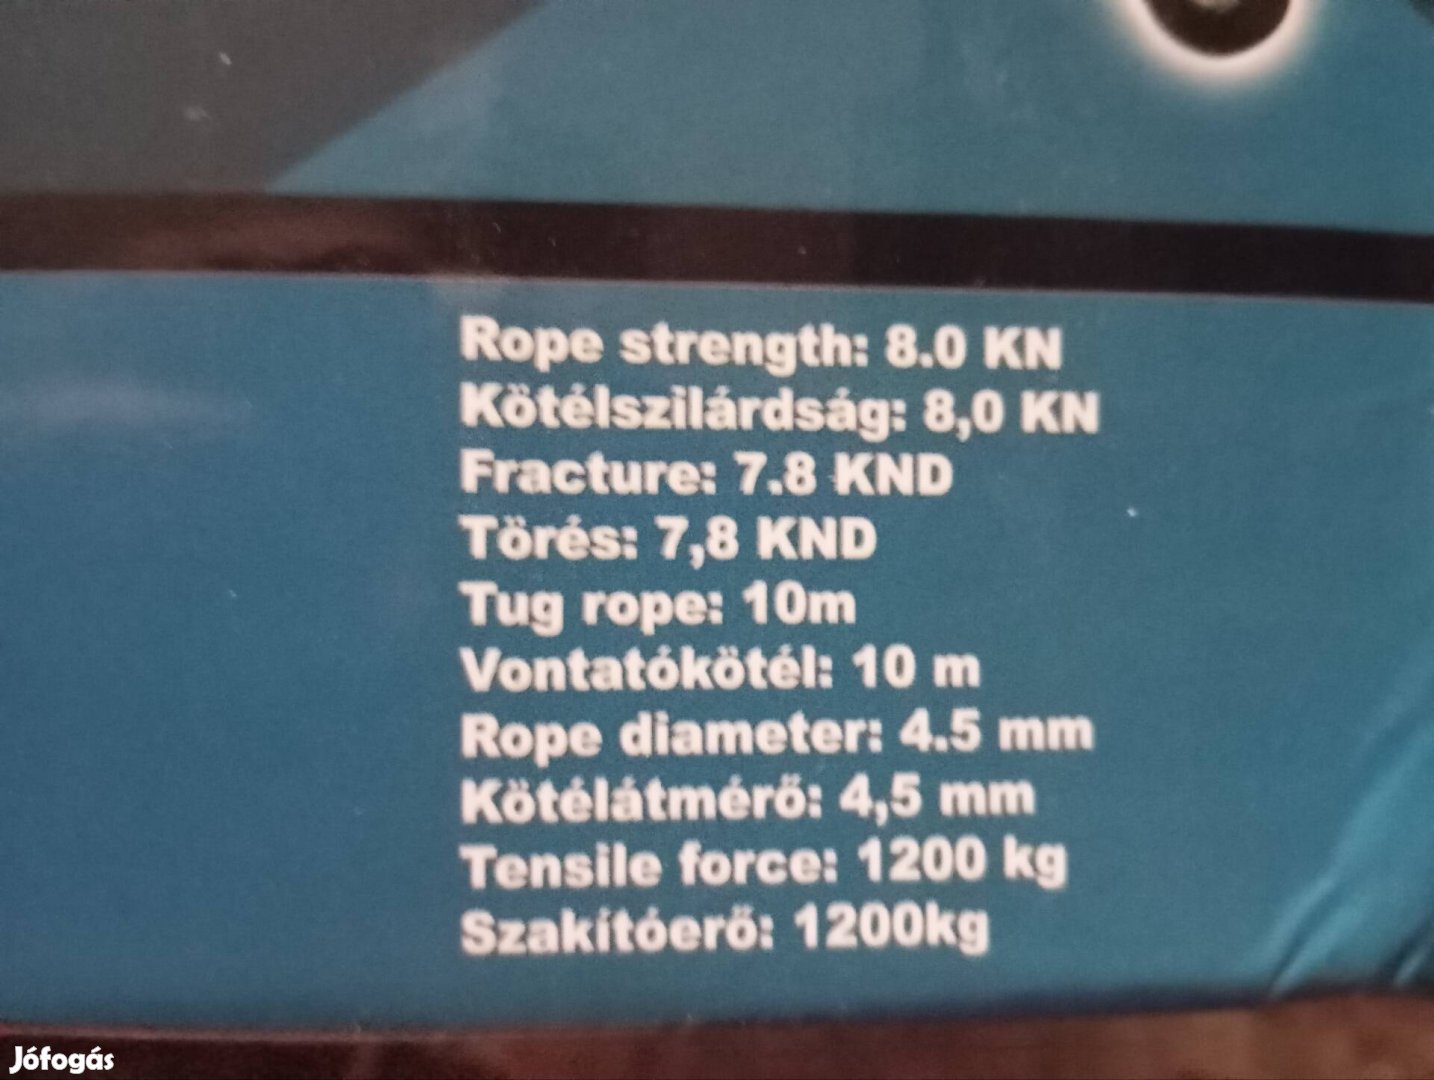 Rope strength: 8.0 KN
Kötélszilárdság: 8,0 KN
Fracture: 7.8 KND
Törés: 7,8 KND
Tug rope: 10m
Vontatókötél: 10 m
Rope diameter: 4.5 mm
Kötélátmérő: 4,5 mm
Tensile force: 1200 kg
Szakítóerő: 1200kg
Jófogás